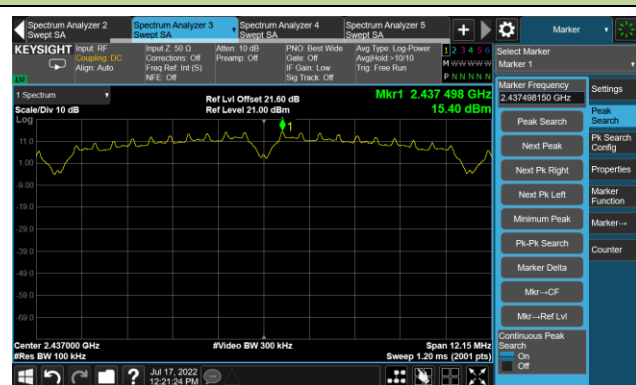 Spectrum Analyzer 2
Swept SA
Spectrum Analyzer 3
Swept SA
Spectrum Analyzer 4
Swept SA
Spectrum Analyzer 5
Swept SA
Marker
KEYSIGHT
Input: RF
Coupling: DC
Align: Auto
Input Z: 50 Ω
Corrections: Off
Freq Ref: Int (S)
NFE: Off
Atten: 10 dB
Preamp: Off
PNO: Best Wide
Gate: Off
IF Gain: Low
Sig Track: Off
Avg Type: Log-Power
Avg|Hold:>10/10
Trig: Free Run
1 2 3 4 5 6
M W W W W W
P N N N N N
LXI
Select Marker
Marker 1
1 Spectrum
Scale/Div 10 dB
Log
Ref Lvl Offset 21.60 dB
Ref Level 21.00 dBm
Mkr1 2.437 498 GHz
15.40 dBm
1
11.0
1.00
-9.00
-19.0
-29.0
-39.0
-49.0
-59.0
-69.0
Center 2.437000 GHz
#Res BW 100 kHz
#Video BW 300 kHz
Span 12.15 MHz
Sweep 1.20 ms (2001 pts)
Marker Frequency
2.437498150 GHz
Peak Search
Next Peak
Next Pk Right
Next Pk Left
Minimum Peak
Pk-Pk Search
Marker Delta
Mkr→CF
Mkr→Ref Lvl
Continuous Peak
Search
On
Off
Settings
Peak
Search
Pk Search
Config
Properties
Marker
Function
Marker→
Counter
Jul 17, 2022
12:21:24 PM